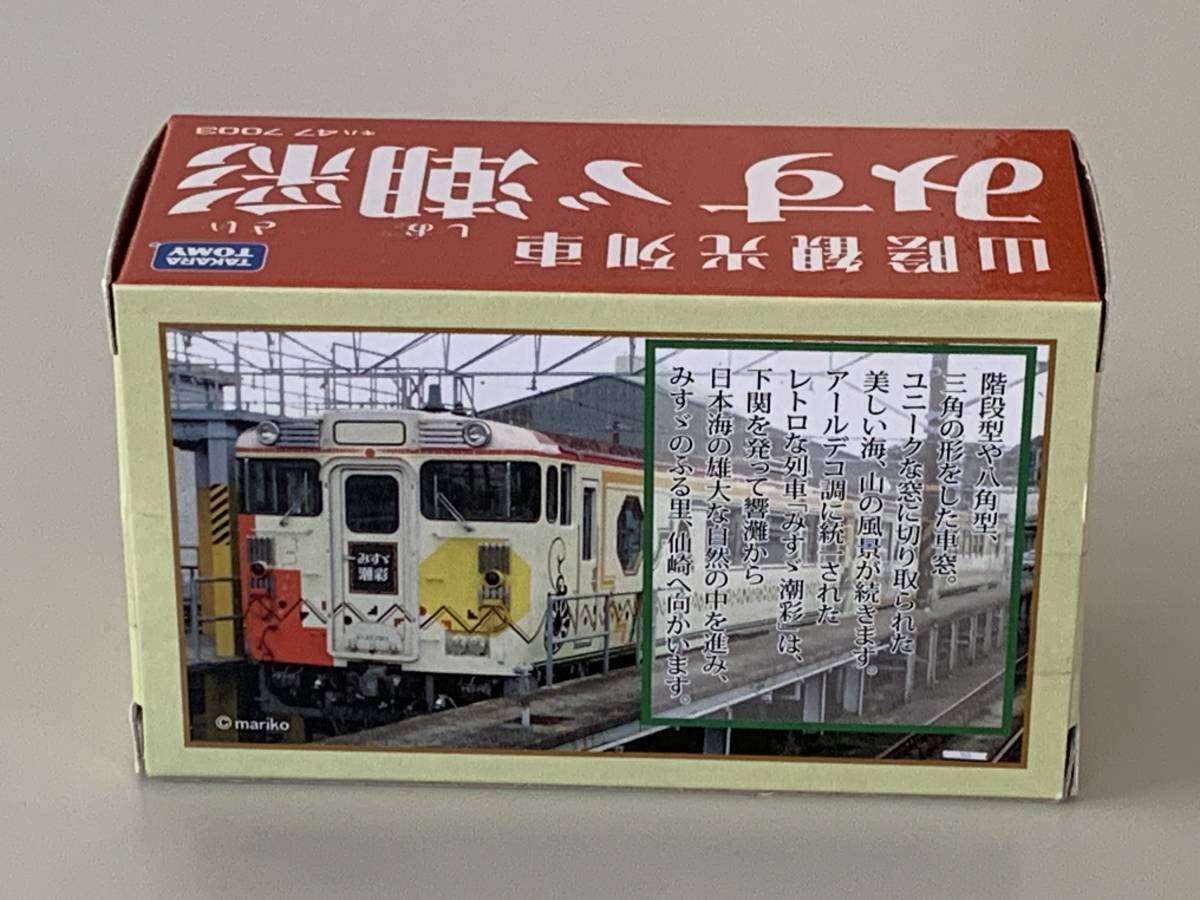 山陰観光列車
みすゞ潮彩
しお さい
キハ47 7003
TAKARA
TOMY
階段型や八角型、
三角の形をした車窓。
ユニークな窓に切り取られた
美しい海、山の風景が続きます。
アールデコ調に統一された
レトロな列車「みすゞ潮彩」は、
下関を発って響灘から
日本海の雄大な自然の中を進み、
みすゞのふる里、仙崎へ向かいます。
みすゞ
潮彩
©mariko